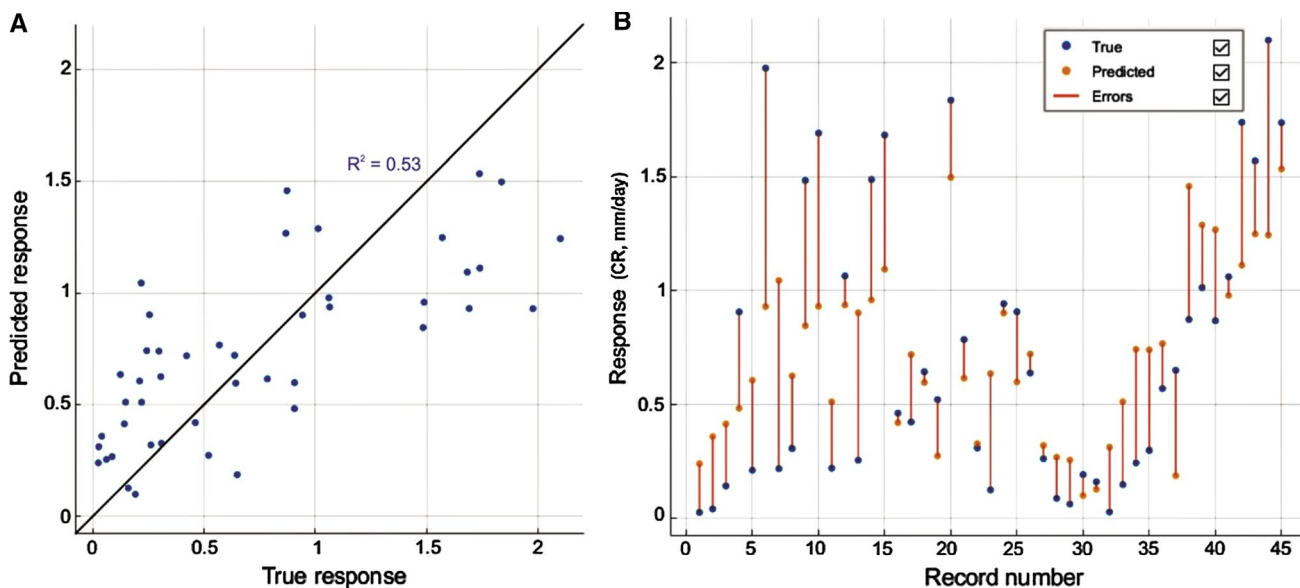 A
2
1.5
1
0.5
0
0
0.5
1
1.5
2
Predicted response
True response
R² = 0.53
B
True
Predicted
Errors
2
1.5
1
0.5
0
0
5
10
15
20
25
30
35
40
45
Response (CR, mm/day)
Record number